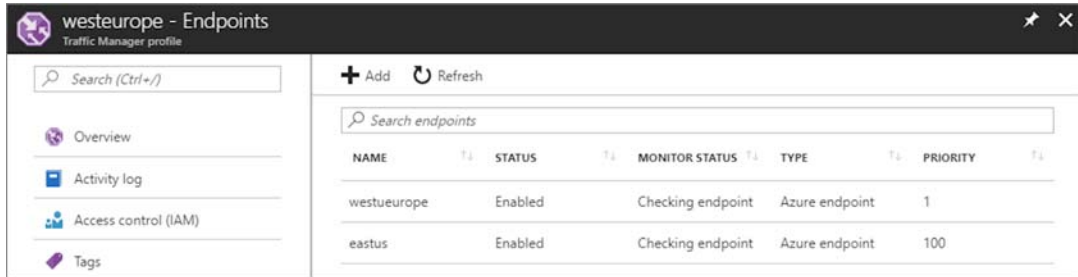 westeurope - Endpoints
Traffic Manager profile
Search (Ctrl+/)
Overview
Activity log
Access control (IAM)
Tags
Add Refresh
Search endpoints
NAME STATUS MONITOR STATUS TYPE PRIORITY
westueurope Enabled Checking endpoint Azure endpoint 1
eastus Enabled Checking endpoint Azure endpoint 100